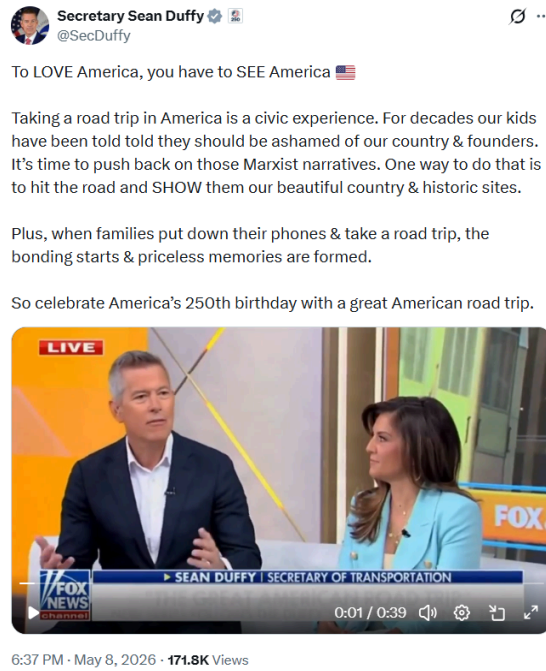 Secretary Sean Duffy
@SecDuffy
To LOVE America, you have to SEE America 🇺🇸
Taking a road trip in America is a civic experience. For decades our kids
have been told told they should be ashamed of our country & founders.
It's time to push back on those Marxist narratives. One way to do that is
to hit the road and SHOW them our beautiful country & historic sites.
Plus, when families put down their phones & take a road trip, the
bonding starts & priceless memories are formed.
So celebrate America's 250th birthday with a great American road trip.
LIVE
FOX
SEAN DUFFY | SECRETARY OF TRANSPORTATION
FOX
NEWS
channel
0:01 / 0:39
6:37 PM · May 8, 2026 · 171.8K Views